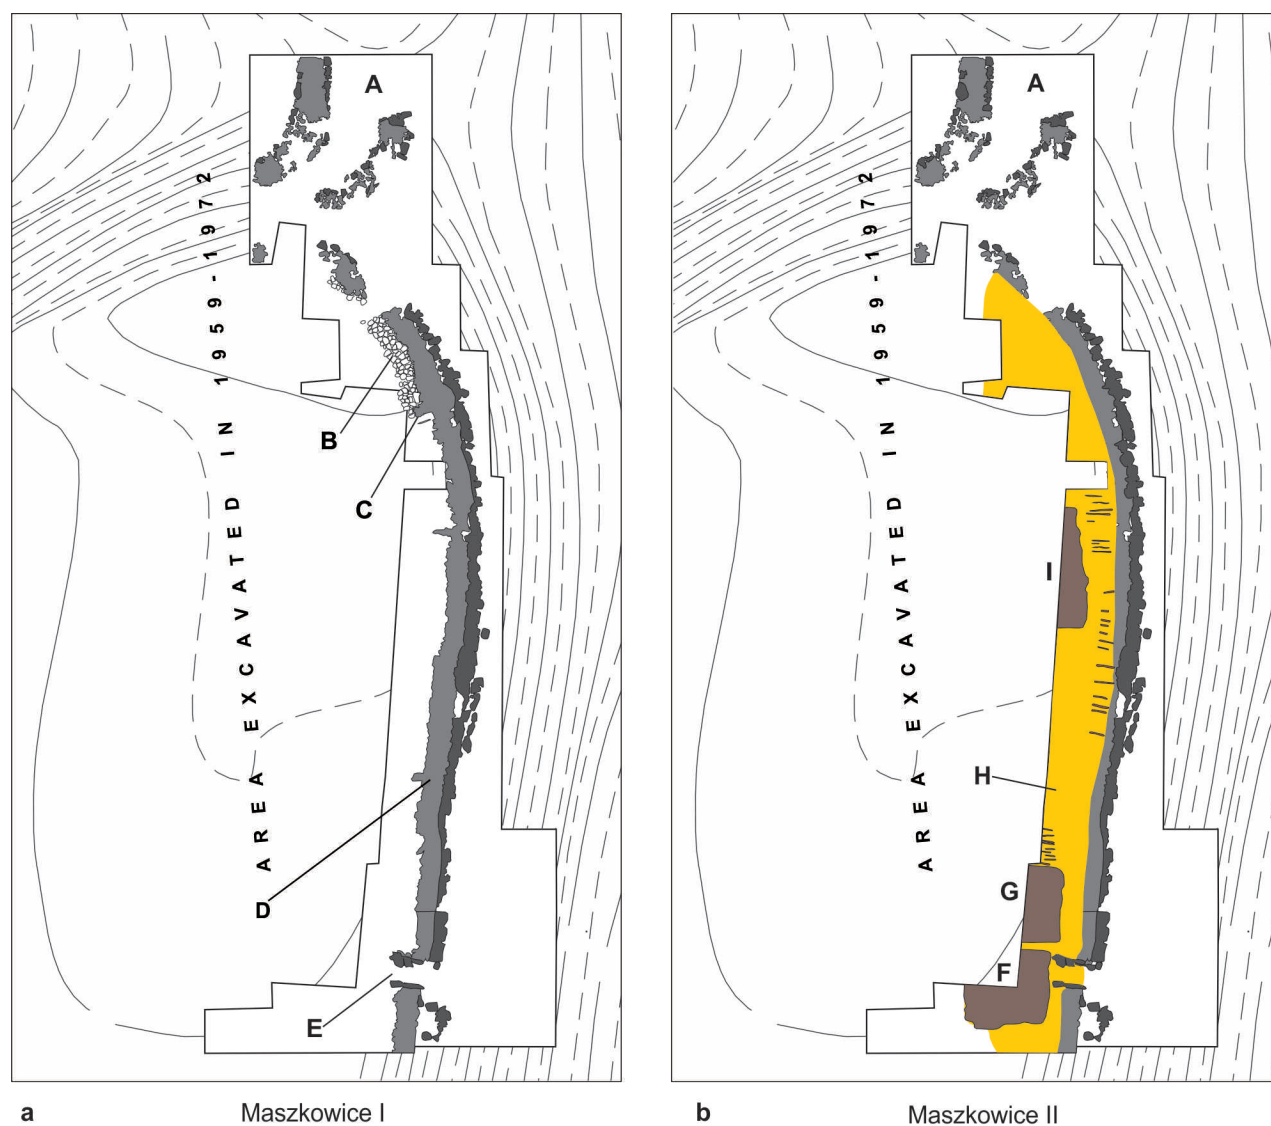 A
B
C
D
E
AREA EXCAVATED IN 1959-1972
a
Maszkowice I
A
I
H
G
F
AREA EXCAVATED IN 1959-1972
b
Maszkowice II